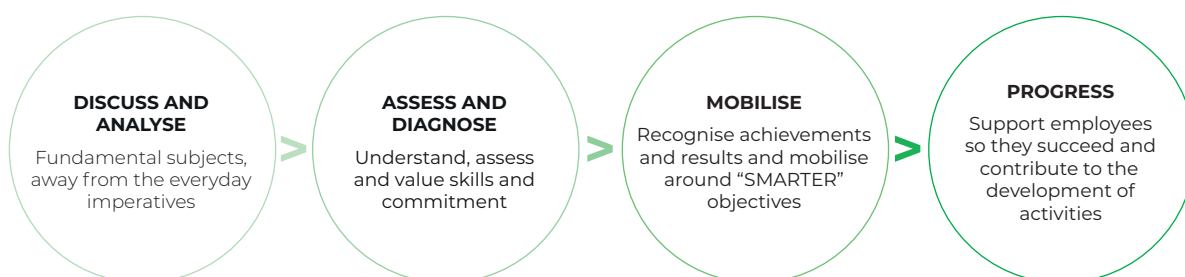 DISCUSS AND
ANALYSE
Fundamental subjects,
away from the everyday
imperatives
>
ASSESS AND
DIAGNOSE
Understand, assess
and value skills and
commitment
>
MOBILISE
Recognise achievements
and results and mobilise
around “SMARTER”
objectives
>
PROGRESS
Support employees
so they succeed and
contribute to the
development of
activities